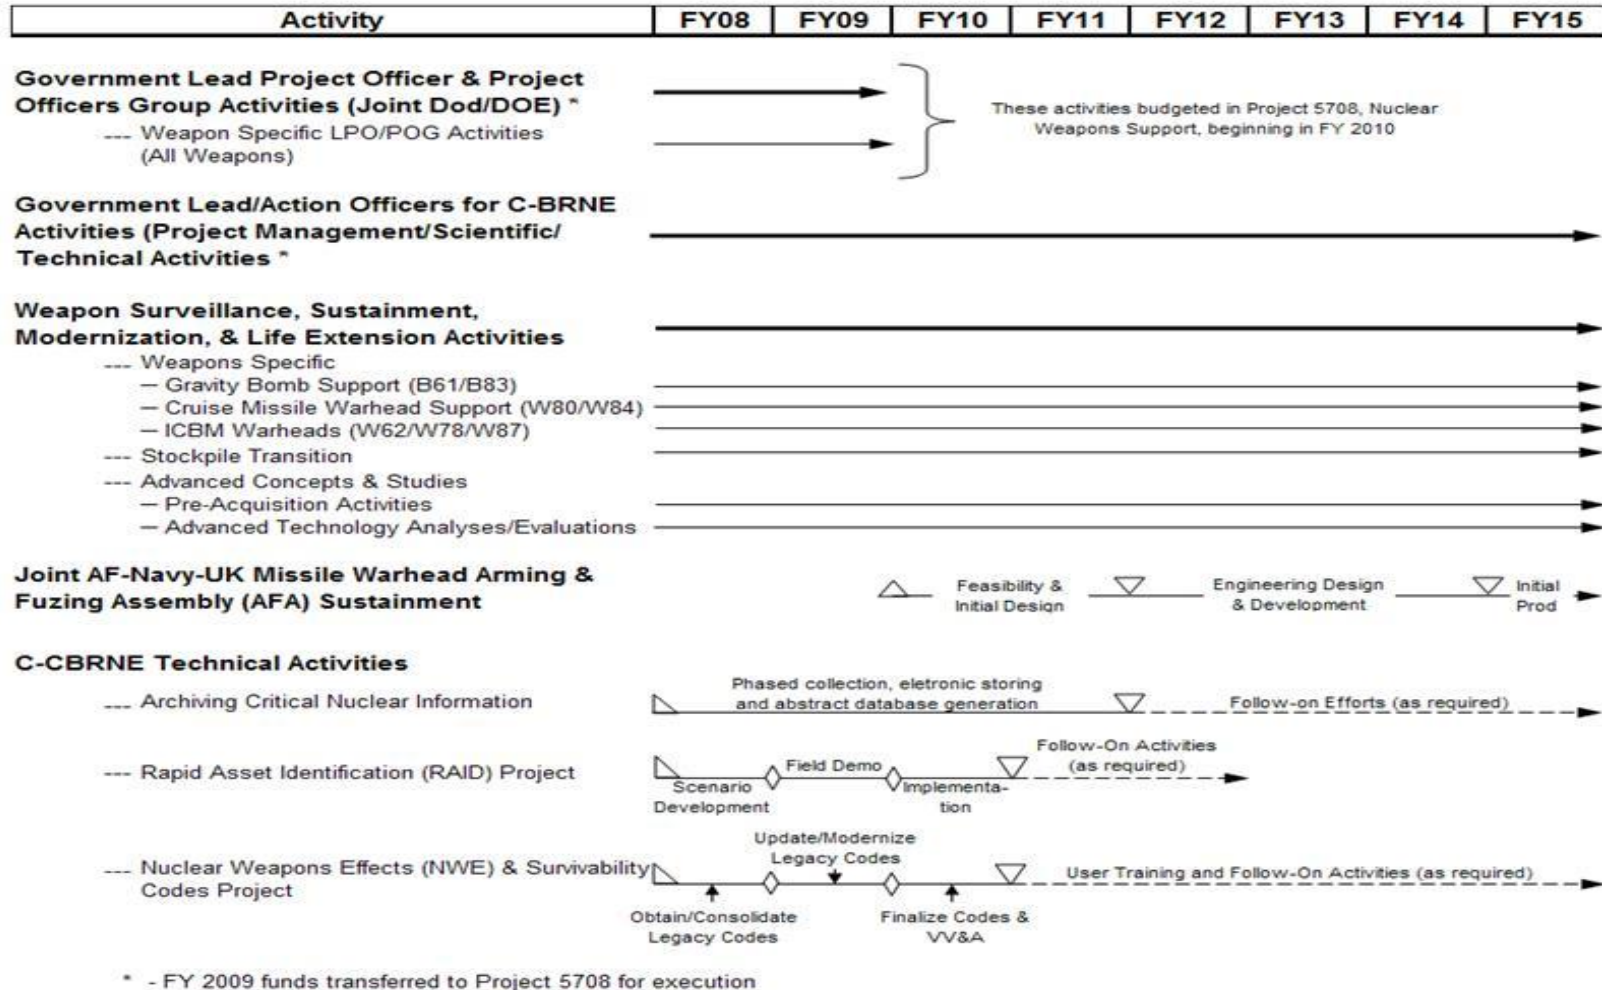 Activity FY08 FY09 FY10 FY11 FY12 FY13 FY14 FY15
Government Lead Project Officer & Project
Officers Group Activities (Joint Dod/DOE) *
--- Weapon Specific LPO/POG Activities
(All Weapons)
These activities budgeted in Project 5708, Nuclear
Weapons Support, beginning in FY 2010
Government Lead/Action Officers for C-BRNE
Activities (Project Management/Scientific/
Technical Activities *
Weapon Surveillance, Sustainment,
Modernization, & Life Extension Activities
--- Weapons Specific
— Gravity Bomb Support (B61/B83)
— Cruise Missile Warhead Support (W80/W84)
— ICBM Warheads (W62/W78/W87)
--- Stockpile Transition
--- Advanced Concepts & Studies
— Pre-Acquisition Activities
— Advanced Technology Analyses/Evaluations
Joint AF-Navy-UK Missile Warhead Arming &
Fuzing Assembly (AFA) Sustainment
Feasibility &
Initial Design
Engineering Design
& Development
Initial
Prod
C-CBRNE Technical Activities
--- Archiving Critical Nuclear Information
Phased collection, eletronic storing
and abstract database generation
Follow-on Efforts (as required)
--- Rapid Asset Identification (RAID) Project
Scenario
Development
Field Demo
Implementa-
tion
Follow-On Activities
(as required)
--- Nuclear Weapons Effects (NWE) & Survivability
Codes Project
Update/Modernize
Legacy Codes
Obtain/Consolidate
Legacy Codes
Finalize Codes &
VV&A
User Training and Follow-On Activities (as required)
* - FY 2009 funds transferred to Project 5708 for execution